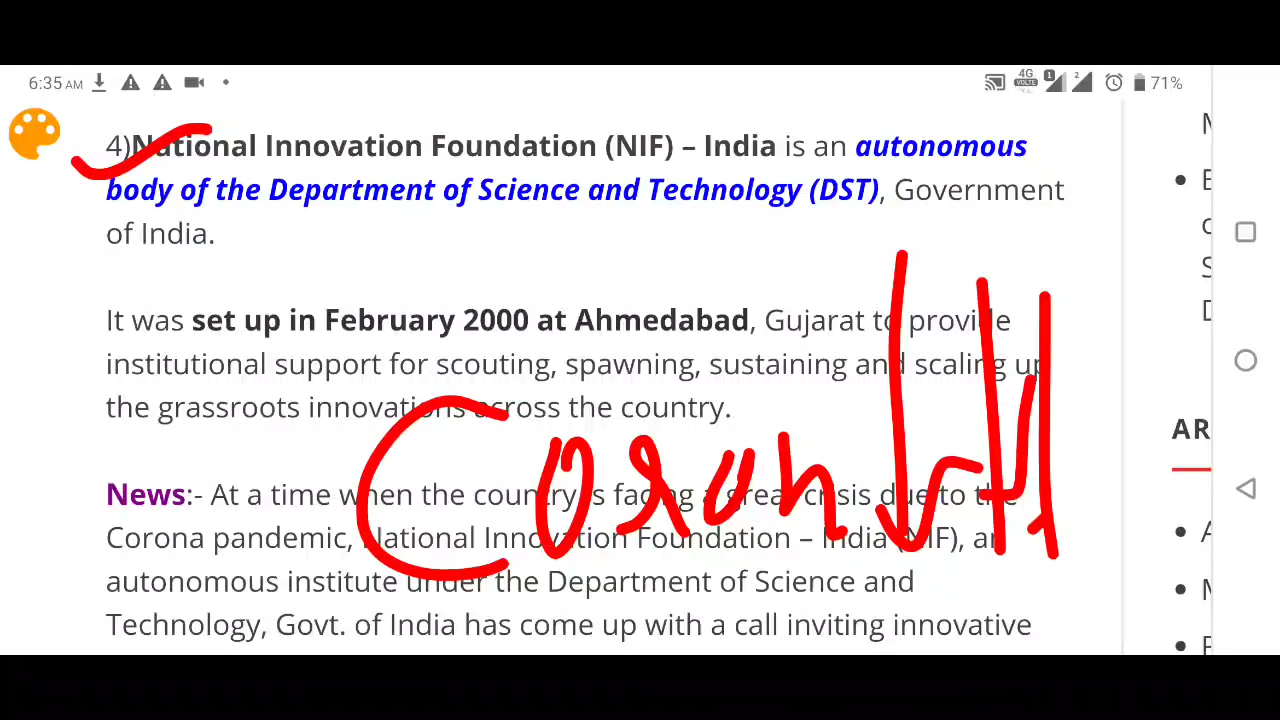 6:35 AM
4G
VOLTE
1
2
71%
4)National Innovation Foundation (NIF) – India is an autonomous
body of the Department of Science and Technology (DST), Government
of India.
It was set up in February 2000 at Ahmedabad, Gujarat to provide
institutional support for scouting, spawning, sustaining and scaling up
the grassroots innovations across the country.
News:- At a time when the country is facing a great crisis due to the
Corona pandemic, National Innovation Foundation – India (NIF), an
autonomous institute under the Department of Science and
Technology, Govt. of India has come up with a call inviting innovative
Coron
AR